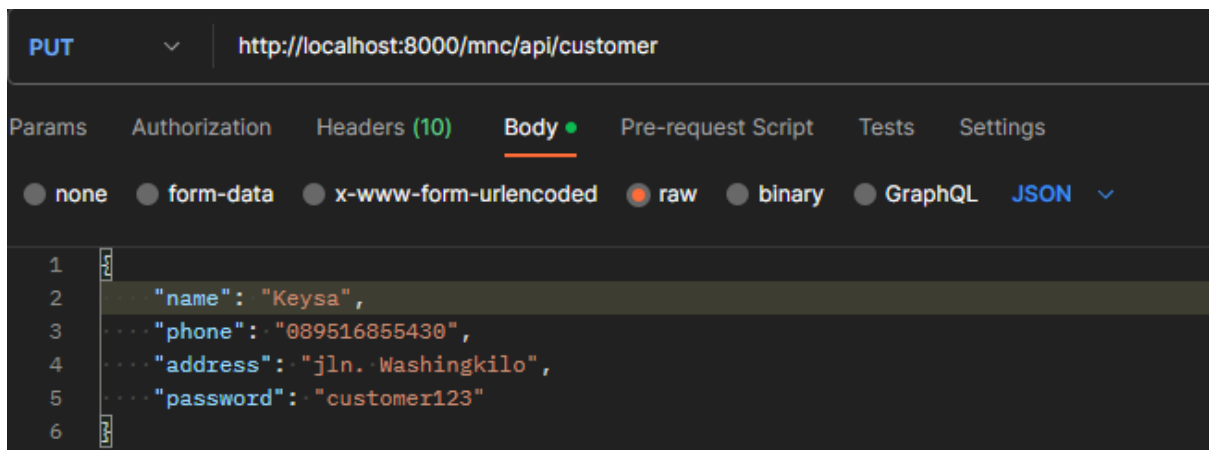 PUT http://localhost:8000/mnc/api/customer
Params Authorization Headers (10) Body Pre-request Script Tests Settings
none form-data x-www-form-urlencoded raw binary GraphQL JSON
1 {
2 "name": "Keysa",
3 "phone": "089516855430",
4 "address": "jln. Washingkilo",
5 "password": "customer123"
6 }